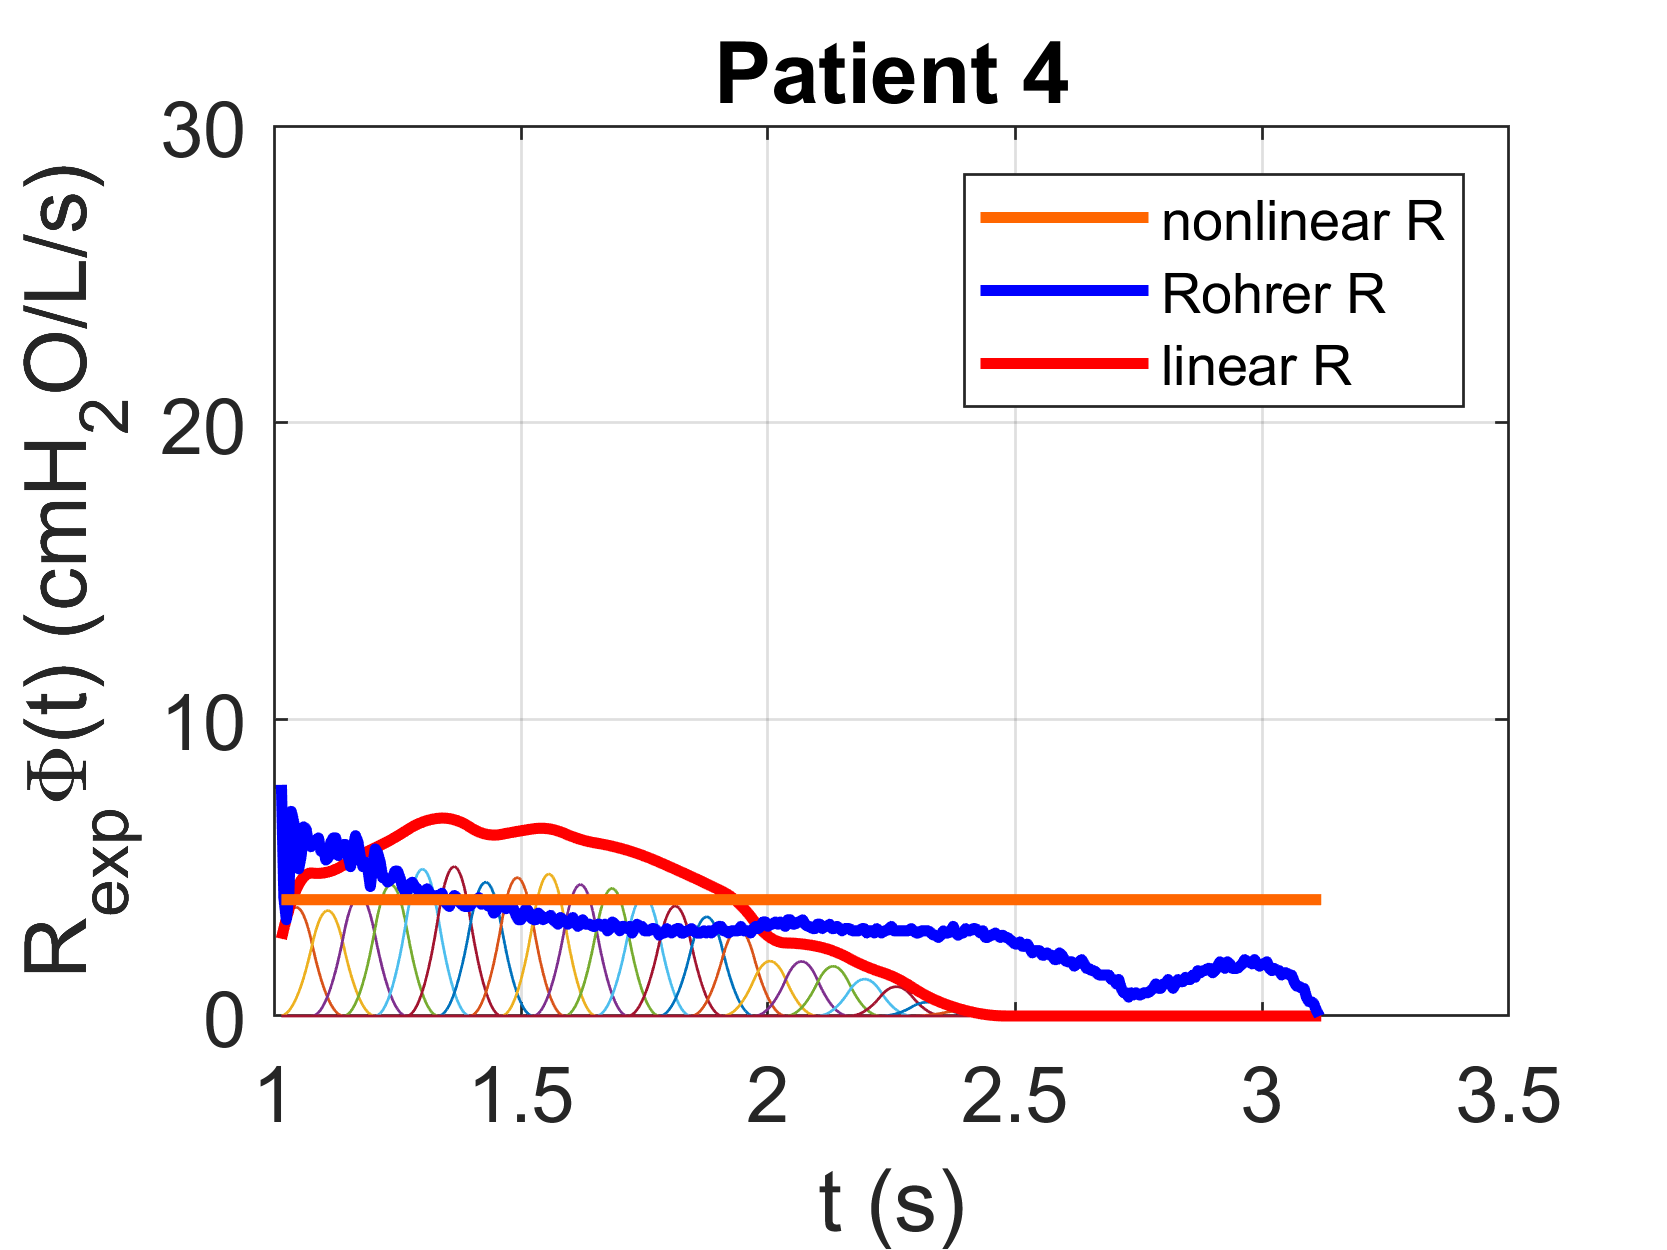 Patient 4
R_expΦ(t) (cmH_2O/L/s)
30
20
10
0
nonlinear R
Rohrer R
linear R
1 1.5 2 2.5 3 3.5
t (s)